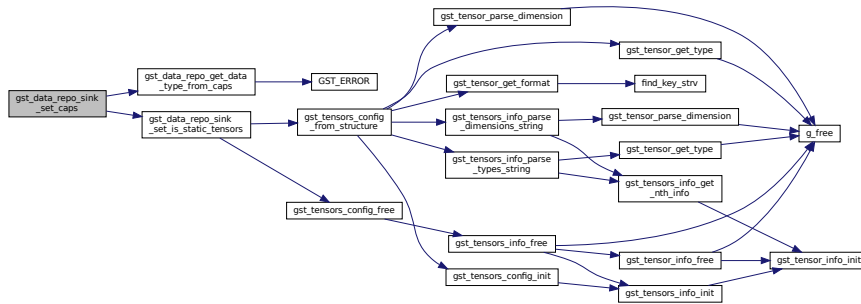 gst_data_repo_sink
_set_caps
gst_data_repo_get_data
_type_from_caps
gst_data_repo_sink
_set_is_static_tensors
GST_ERROR
gst_tensors_config
_from_structure
gst_tensors_config_free
gst_tensor_parse_dimension
gst_tensor_get_type
gst_tensor_get_format
find_key_strv
gst_tensors_info_parse
_dimensions_string
gst_tensor_parse_dimension
gst_tensors_info_parse
_types_string
gst_tensor_get_type
gst_tensors_info_get
_nth_info
g_free
gst_tensors_info_free
gst_tensor_info_free
gst_tensor_info_init
gst_tensors_config_init
gst_tensors_info_init